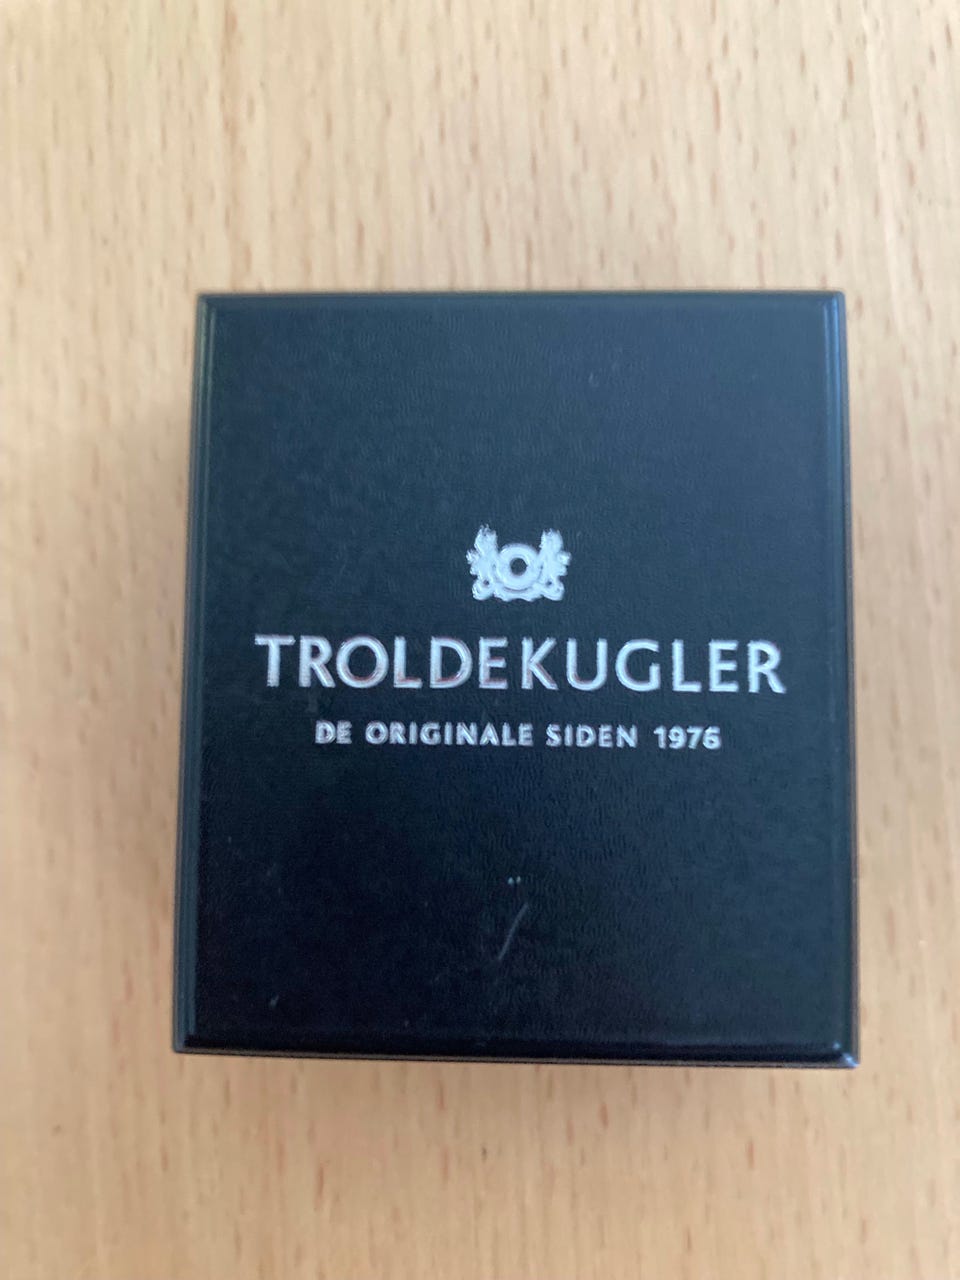 TROLDEKUGLER
DE ORIGINALE SIDEN 1976